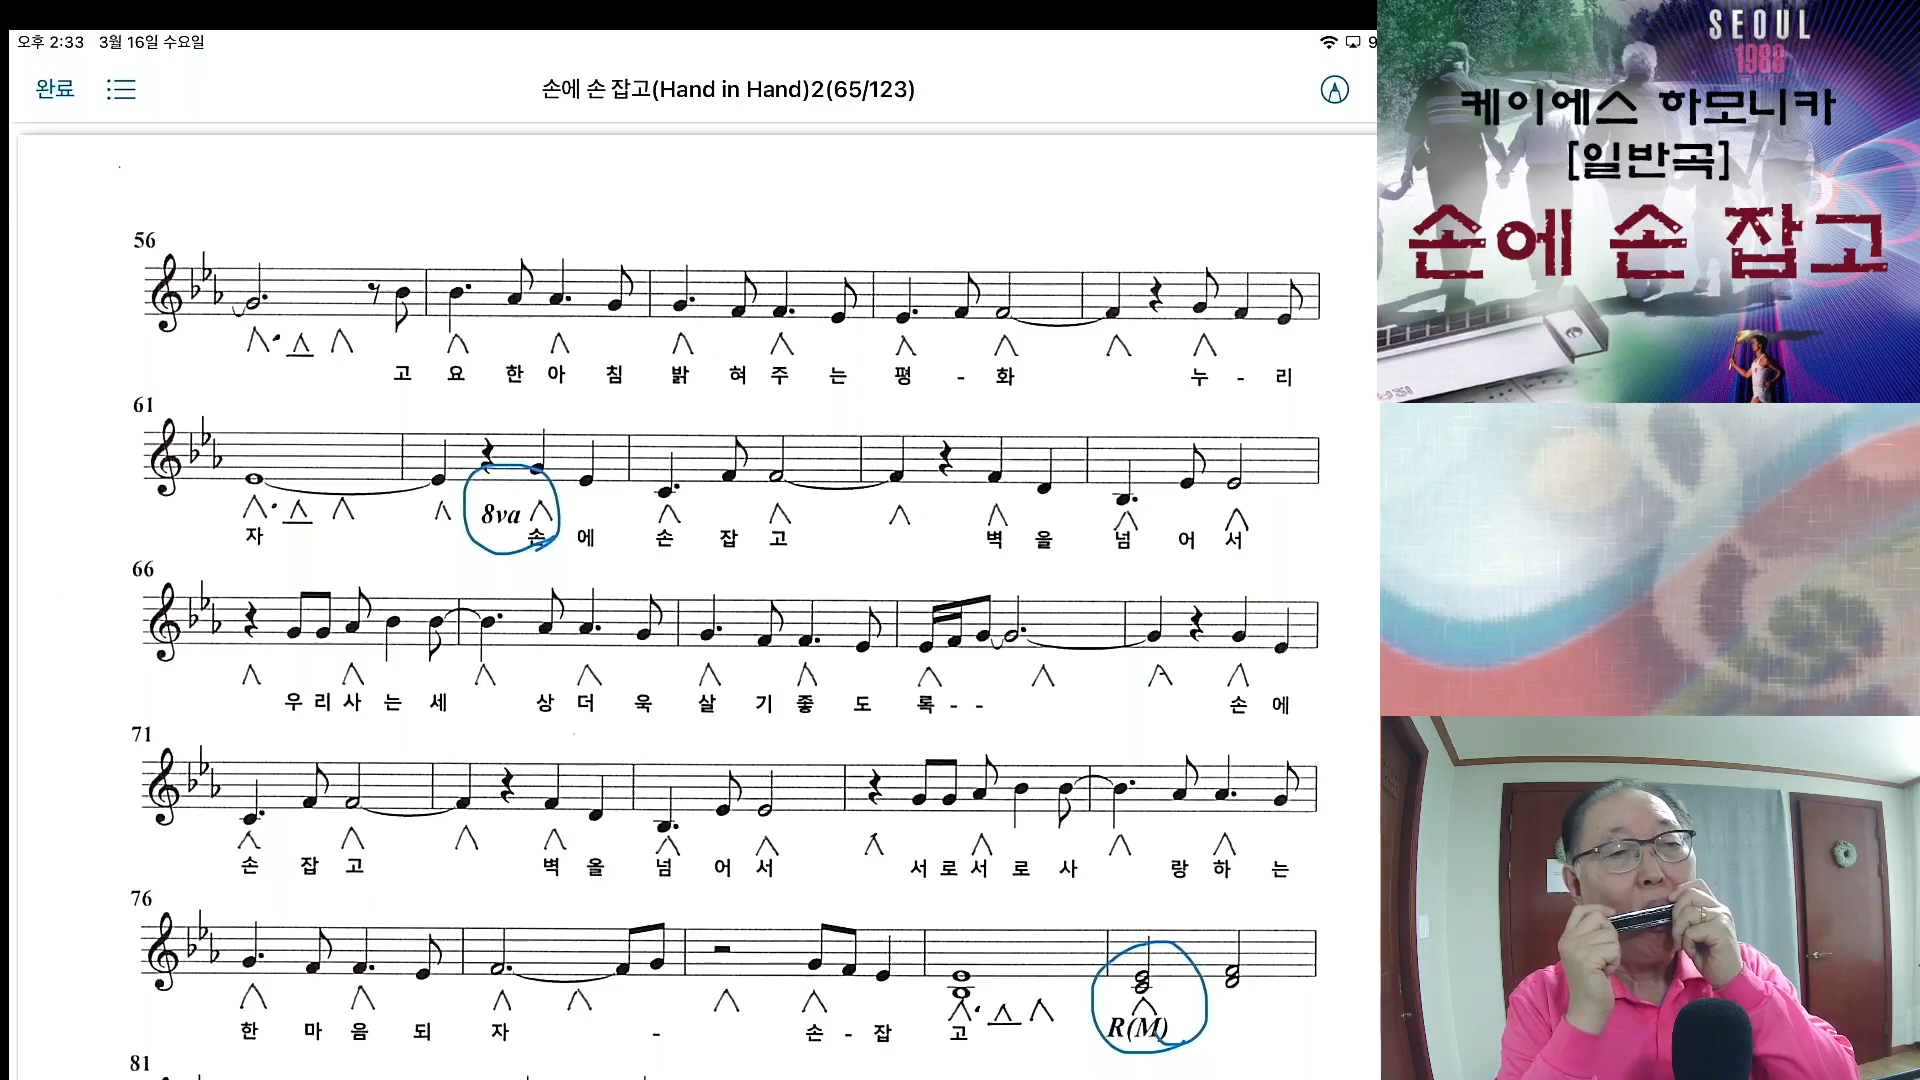 오후 2:33 3월 16일 수요일
완료
손에 손 잡고(Hand in Hand)2(65/123)
56
고 요 한 아 침 밝 혀 주 는 평 - 화 누 - 리
61
8va
자 손 에 손 잡 고 벽 을 넘 어 서
66
우 리 사 는 세 상 더 욱 살 기 좋 도 록 - - 손 에
71
손 잡 고 벽 을 넘 어 서 서 로 서 로 사 랑 하 는
76
R(M)
한 마 음 되 자 - 손 - 잡 고
81
SEOUL
1988
케이에스 하모니카
[일반곡]
손에 손 잡고